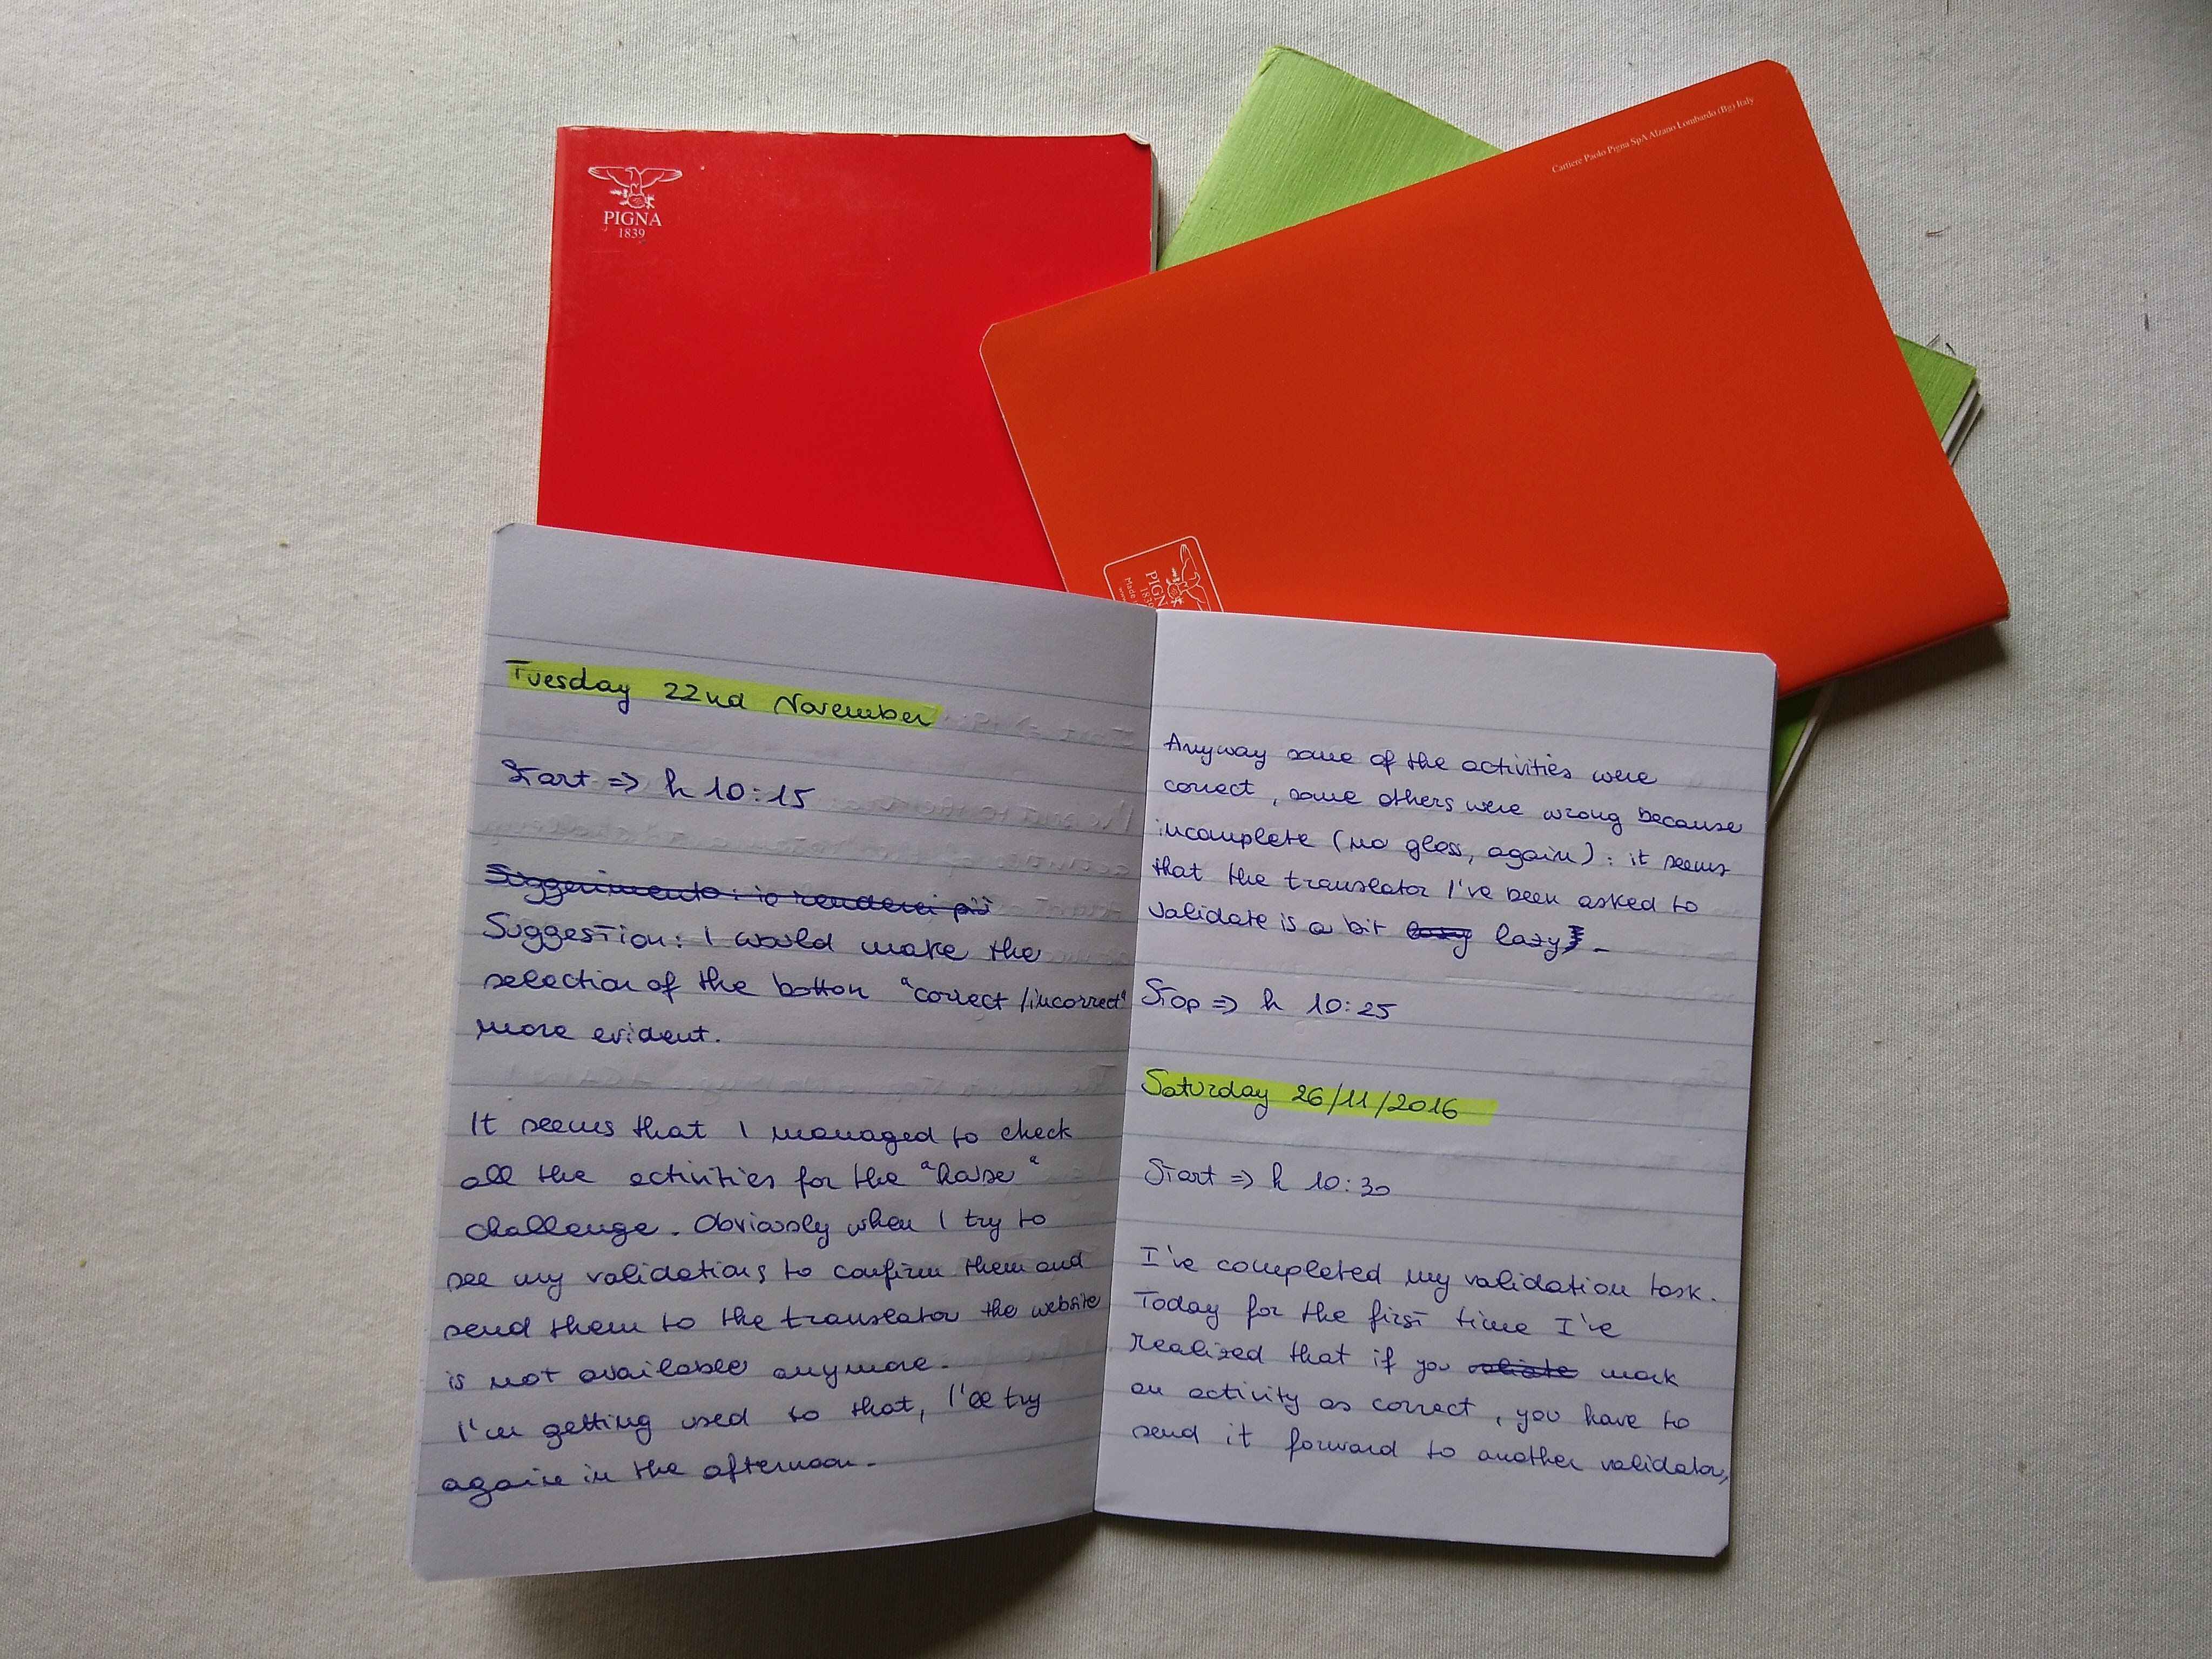 PIGNA
1839
Cartiere Paolo Pigna SpA Alzano Lombardo (Bg) Italy
PIGN
1839
Made
Tuesday 22nd November
Start => h 10:15
Suggerimento: io renderei più
Suggestion: I would make the
selection of the botton "correct/incorrect"
more evident.
It seems that I managed to check
all the activities for the "horse"
challenge. Obviously when I try to
see my validations to confirm them and
send them to the translator the website
is not available anymore.
I'm getting used to that, I'll try
again in the afternoon.
Anyway some of the activities were
correct, some others were wrong because
incomplete (no gloss, again): it seems
that the translator I've been asked to
validate is a bit lazy.
Stop => h 10:25
Saturday 26/11/2016
Start => h 10:30
I've completed my validation task.
Today for the first time I've
realized that if you valiate mark
an activity as correct, you have to
send it forward to another validator,